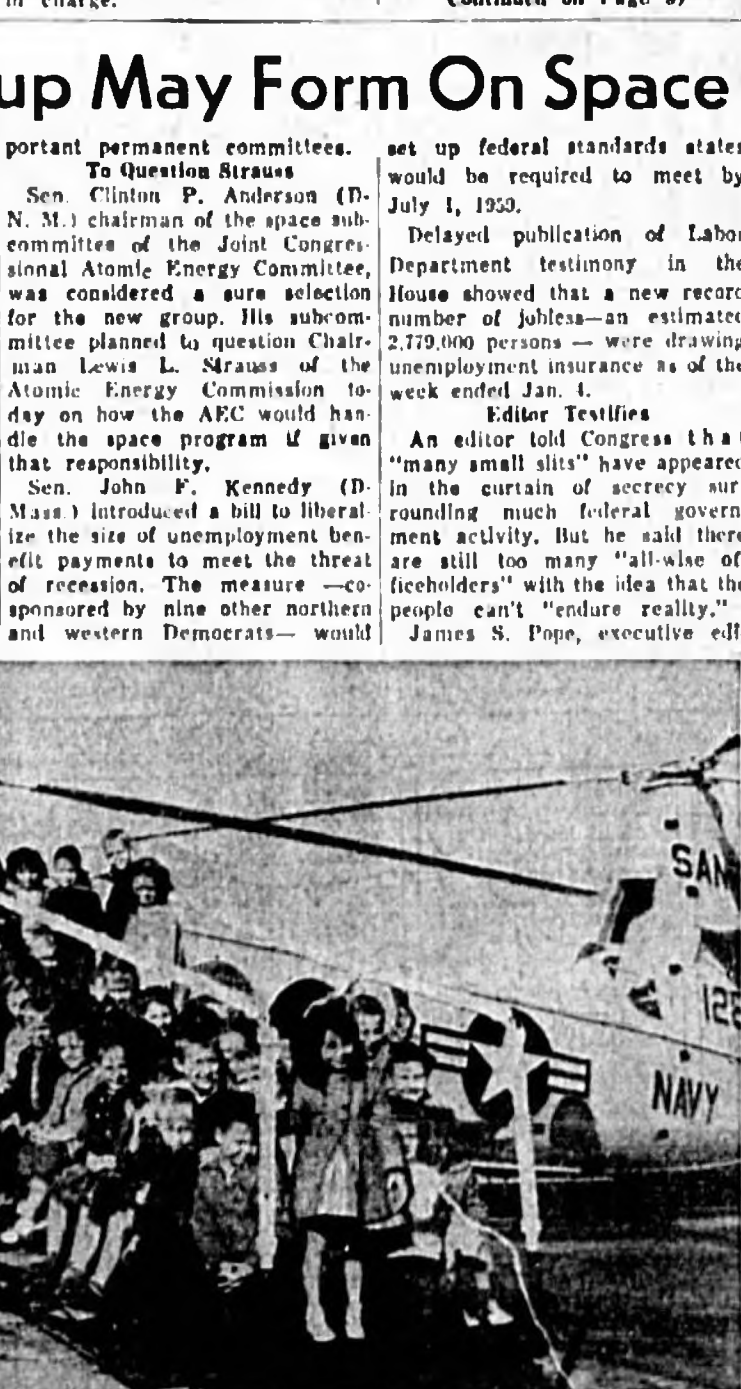 in charge.
(Continued on Page 9)
up May Form On Space
portant permanent committees.
To Question Strauss
Sen. Clinton P. Anderson (D-
N. M.) chairman of the space sub-
committee of the Joint Congres-
sional Atomic Energy Committee,
was considered a sure selection
for the new group. His subcom-
mittee planned to question Chair-
man Lewis L. Strauss of the
Atomic Energy Commission to-
day on how the AEC would han-
dle the space program if given
that responsibility.
Sen. John F. Kennedy (D-
Mass.) introduced a bill to liberal-
ize the size of unemployment ben-
efit payments to meet the threat
of recession. The measure —co-
sponsored by nine other northern
and western Democrats— would
set up federal standards states
would be required to meet by
July 1, 1959.
Delayed publication of Labor
Department testimony in the
House showed that a new record
number of jobless—an estimated
2,779,000 persons — were drawing
unemployment insurance as of the
week ended Jan. 4.
Editor Testifies
An editor told Congress that
"many small slits" have appeared
in the curtain of secrecy sur
rounding much federal govern
ment activity. But he said there
are still too many "all-wise of
ficeholders" with the idea that the
people can't "endure reality."
James S. Pope, executive edi
SAN
128
NAVY